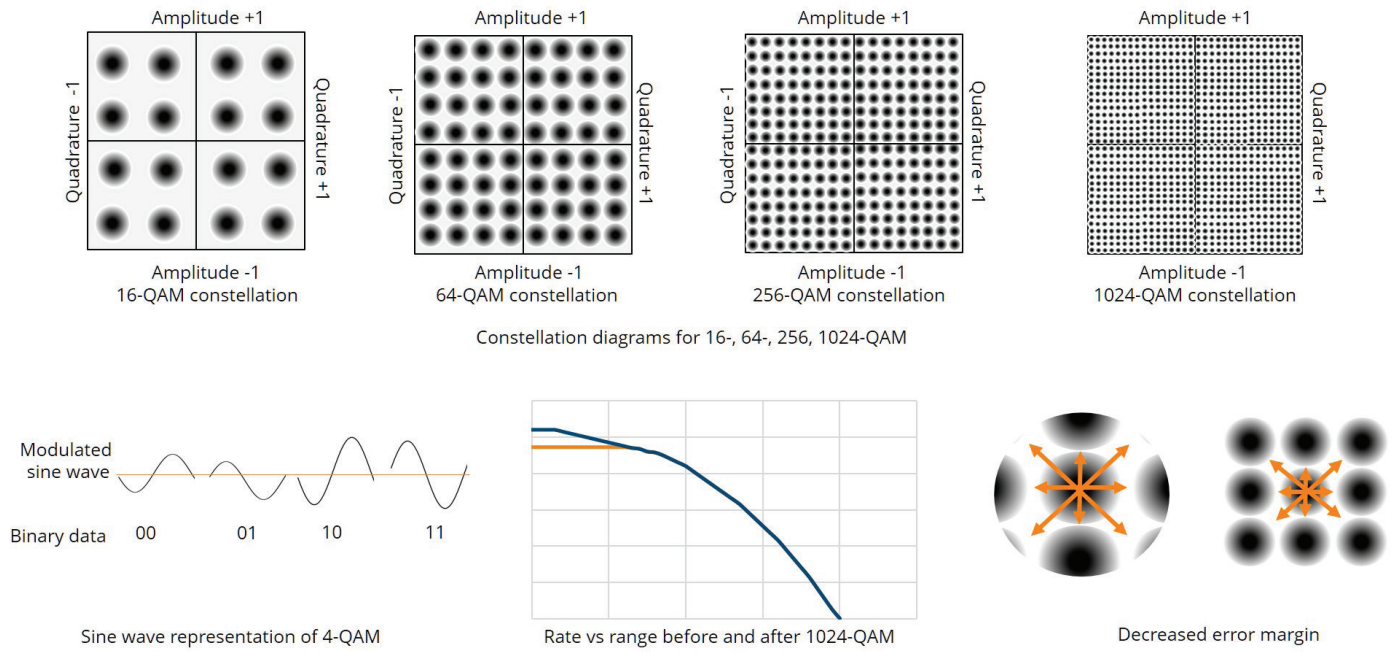 Amplitude +1
Amplitude +1
Amplitude +1
Amplitude +1
Quadrature -1
Quadrature +1
Quadrature -1
Quadrature +1
Quadrature -1
Quadrature +1
Quadrature +1
Amplitude -1
Amplitude -1
Amplitude -1
Amplitude -1
16-QAM constellation
64-QAM constellation
256-QAM constellation
1024-QAM constellation
Constellation diagrams for 16-, 64-, 256, 1024-QAM
Modulated
sine wave
Binary data
00
01
10
11
Sine wave representation of 4-QAM
Rate vs range before and after 1024-QAM
Decreased error margin